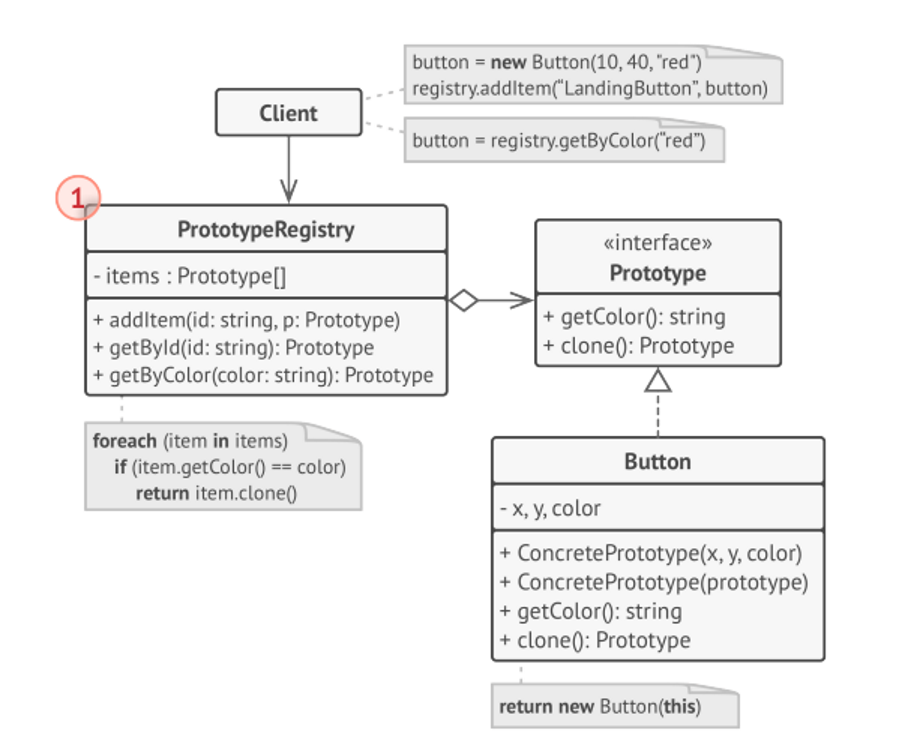 button = new Button(10, 40, "red")
registry.addItem(“LandingButton”, button)
Client
button = registry.getByColor(“red”)
1
PrototypeRegistry
- items : Prototype[]
+ addItem(id: string, p: Prototype)
+ getById(id: string): Prototype
+ getByColor(color: string): Prototype
foreach (item in items)
if (item.getColor() == color)
return item.clone()
«interface»
Prototype
+ getColor(): string
+ clone(): Prototype
Button
- x, y, color
+ ConcretePrototype(x, y, color)
+ ConcretePrototype(prototype)
+ getColor(): string
+ clone(): Prototype
return new Button(this)